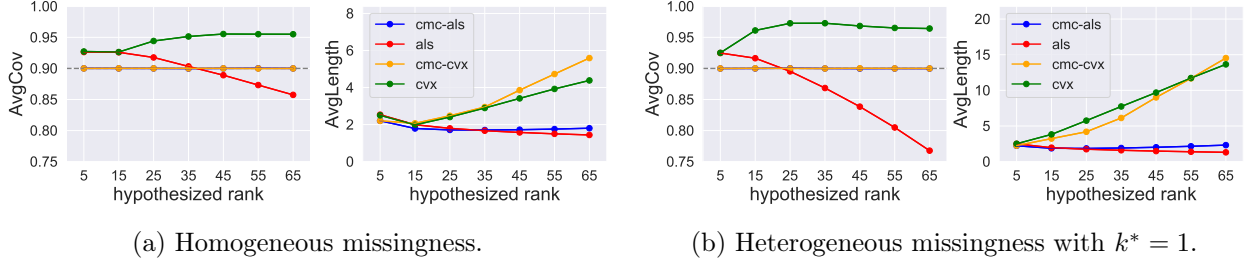 1.00
0.95
0.90
0.85
0.80
0.75
AvgCov
5 15 25 35 45 55 65
hypothesized rank
8
6
4
2
0
AvgLength
cmc-als
als
cmc-cvx
cvx
5 15 25 35 45 55 65
hypothesized rank
(a) Homogeneous missingness.
1.00
0.95
0.90
0.85
0.80
0.75
AvgCov
5 15 25 35 45 55 65
hypothesized rank
20
15
10
5
0
AvgLength
cmc-als
als
cmc-cvx
cvx
5 15 25 35 45 55 65
hypothesized rank
(b) Heterogeneous missingness with k* = 1.